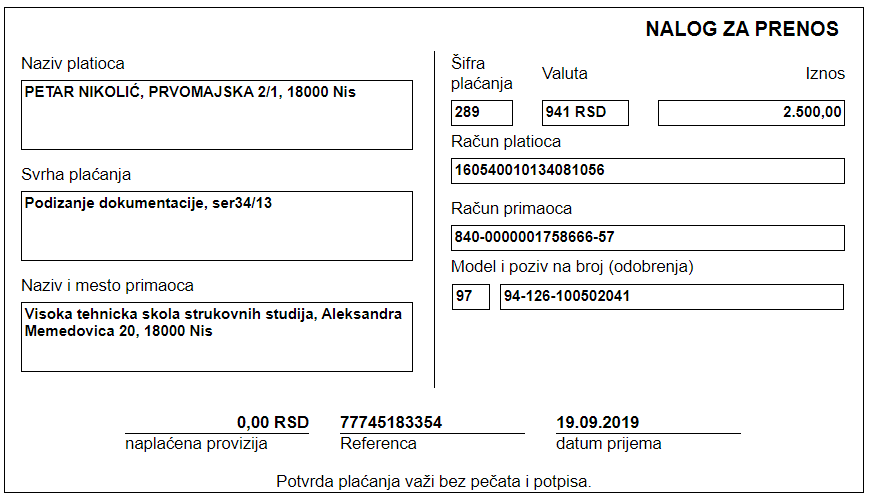 NALOG ZA PRENOS
Naziv platioca
PETAR NIKOLIĆ, PRVOMAJSKA 2/1, 18000 Nis
Svrha plaćanja
Podizanje dokumentacije, ser34/13
Naziv i mesto primaoca
Visoka tehnicka skola strukovnih studija, Aleksandra
Memedovica 20, 18000 Nis
Šifra
plaćanja
Valuta
Iznos
289
941 RSD
2.500,00
Račun platioca
160540010134081056
Račun primaoca
840-0000001758666-57
Model i poziv na broj (odobrenja)
97
94-126-100502041
0,00 RSD
naplaćena provizija
77745183354
Referenca
19.09.2019
datum prijema
Potvrda plaćanja važi bez pečata i potpisa.